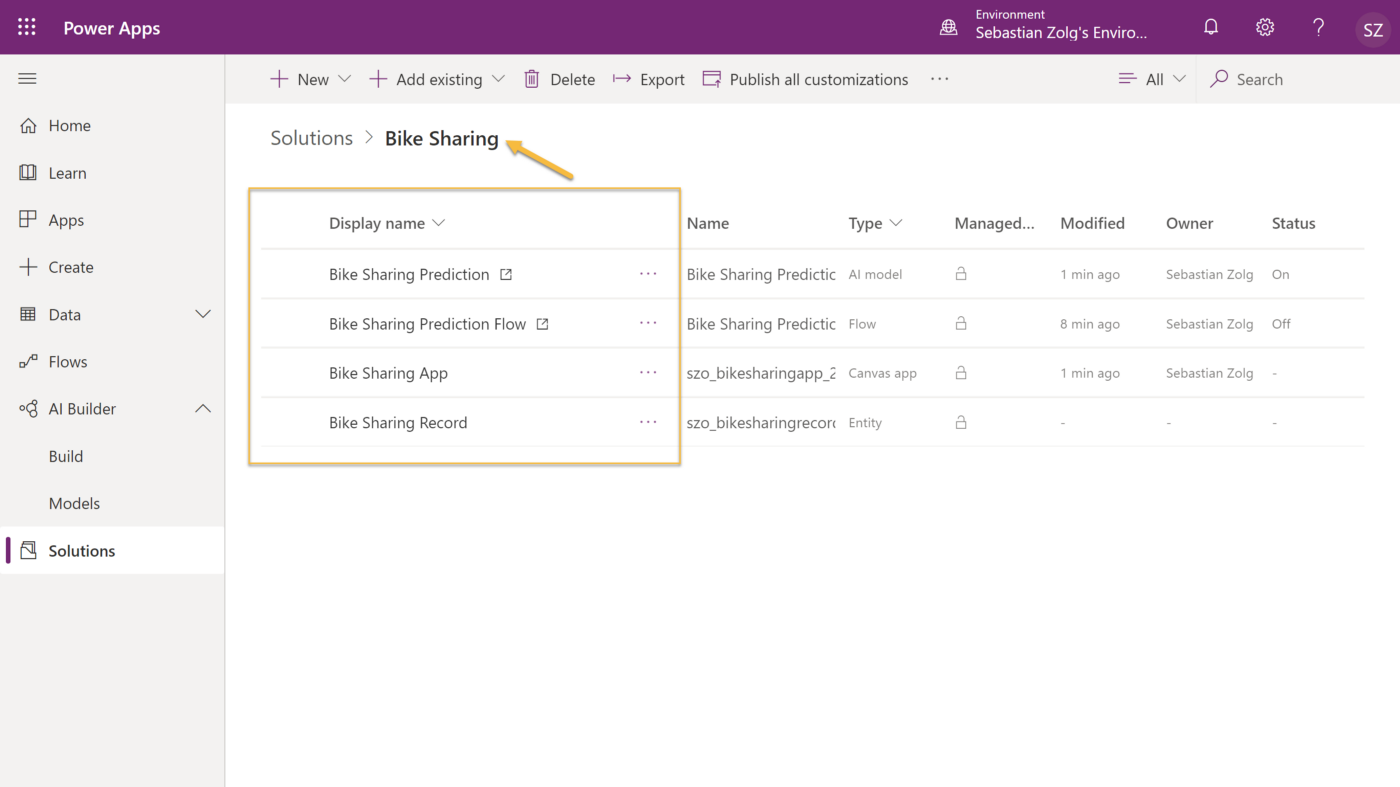 Power Apps
Environment
Sebastian Zolg's Enviro...
SZ
New
Add existing
Delete
Export
Publish all customizations
All
Search
Home
Learn
Apps
Create
Data
Flows
AI Builder
Build
Models
Solutions
Solutions > Bike Sharing
Display name Name Type Managed... Modified Owner Status
Bike Sharing Prediction ... Bike Sharing Predictic AI model 1 min ago Sebastian Zolg On
Bike Sharing Prediction Flow ... Bike Sharing Predictic Flow 8 min ago Sebastian Zolg Off
Bike Sharing App ... szo_bikesharingapp_2 Canvas app 1 min ago Sebastian Zolg -
Bike Sharing Record ... szo_bikesharingrecord Entity - - -